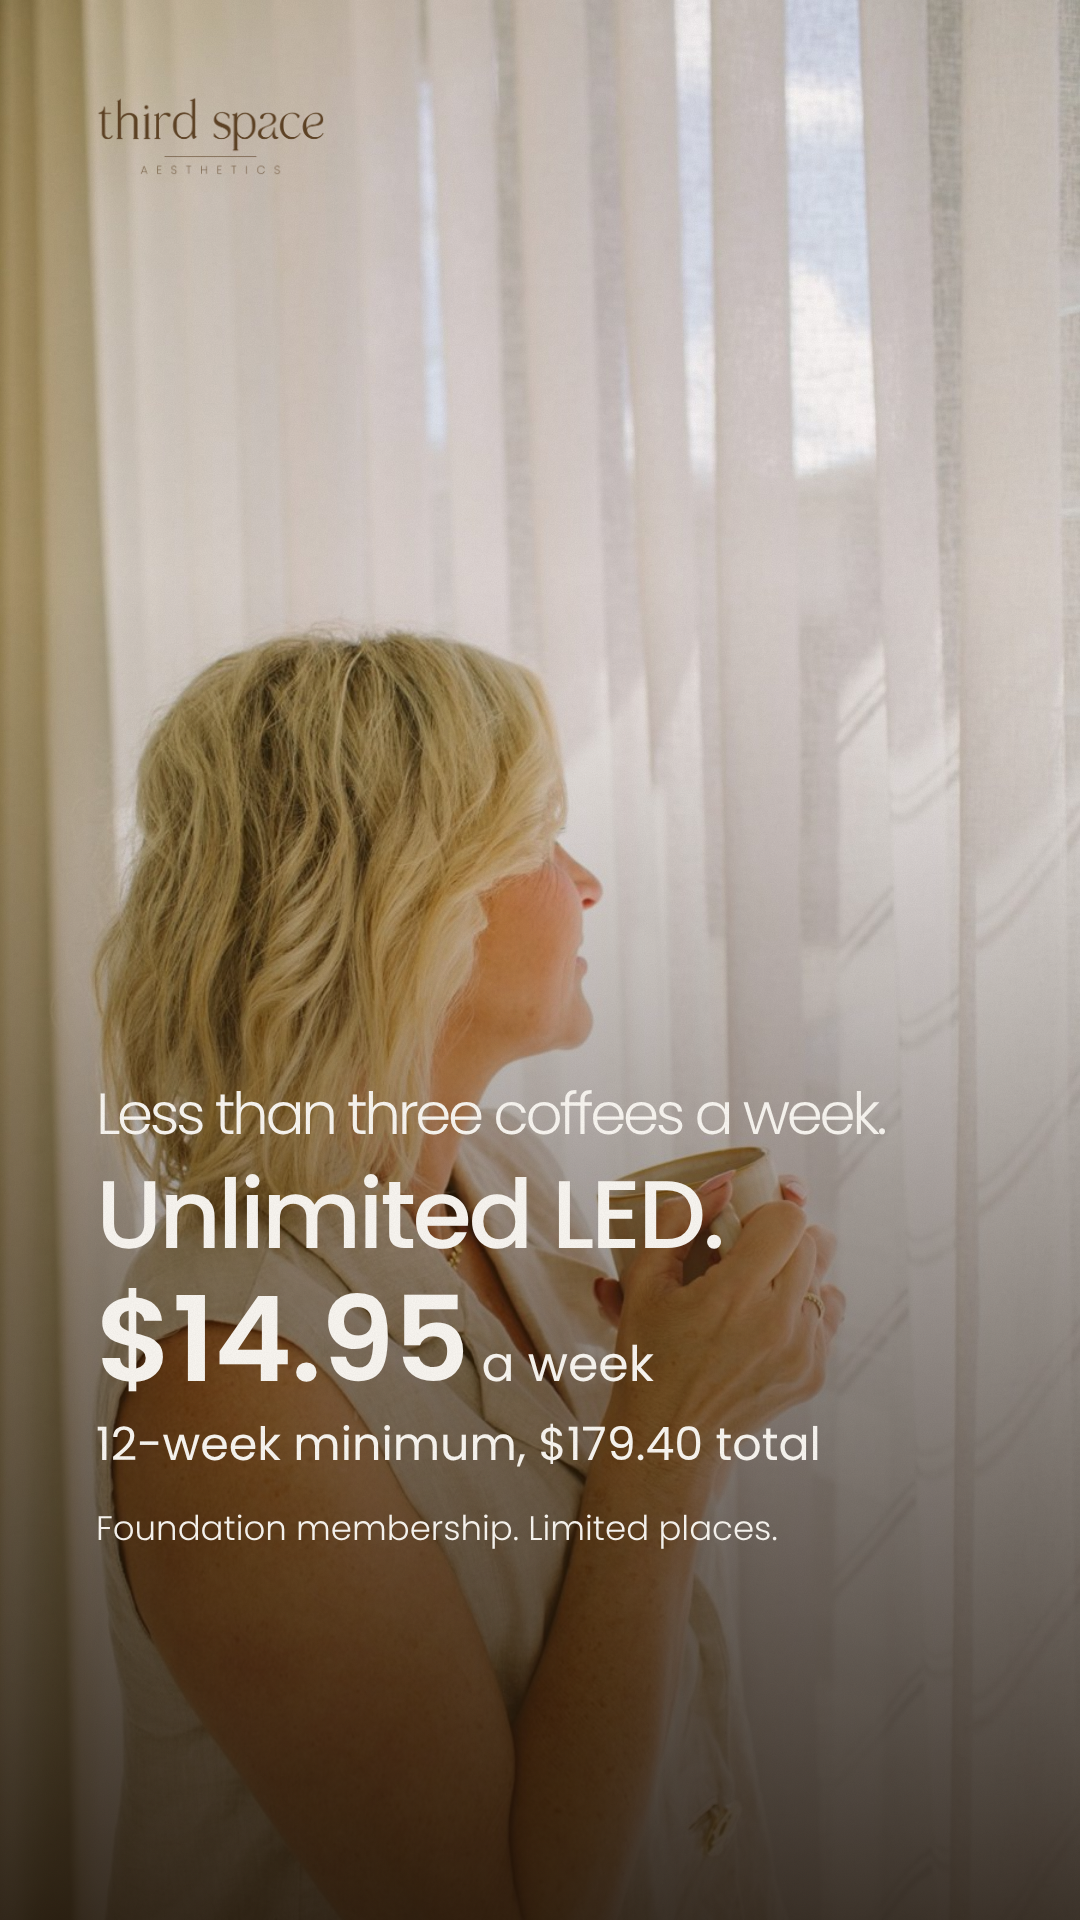 third space
AESTHETICS
Less than three coffees a week.
Unlimited LED.
$14.95 a week
12-week minimum, $179.40 total
Foundation membership. Limited places.